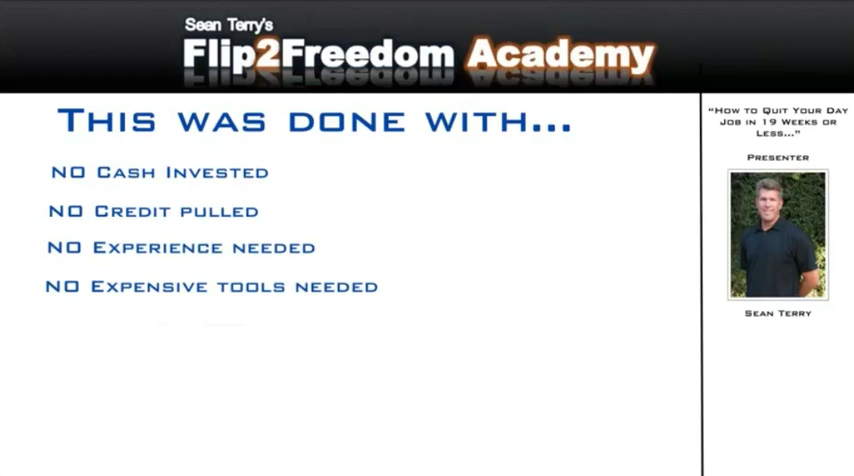 Sean Terry's
Flip2Freedom Academy
THIS WAS DONE WITH...
NO CASH INVESTED
NO CREDIT PULLED
NO EXPERIENCE NEEDED
NO EXPENSIVE TOOLS NEEDED
"HOW TO QUIT YOUR DAY
JOB IN 19 WEEKS OR
LESS..."
PRESENTER
SEAN TERRY